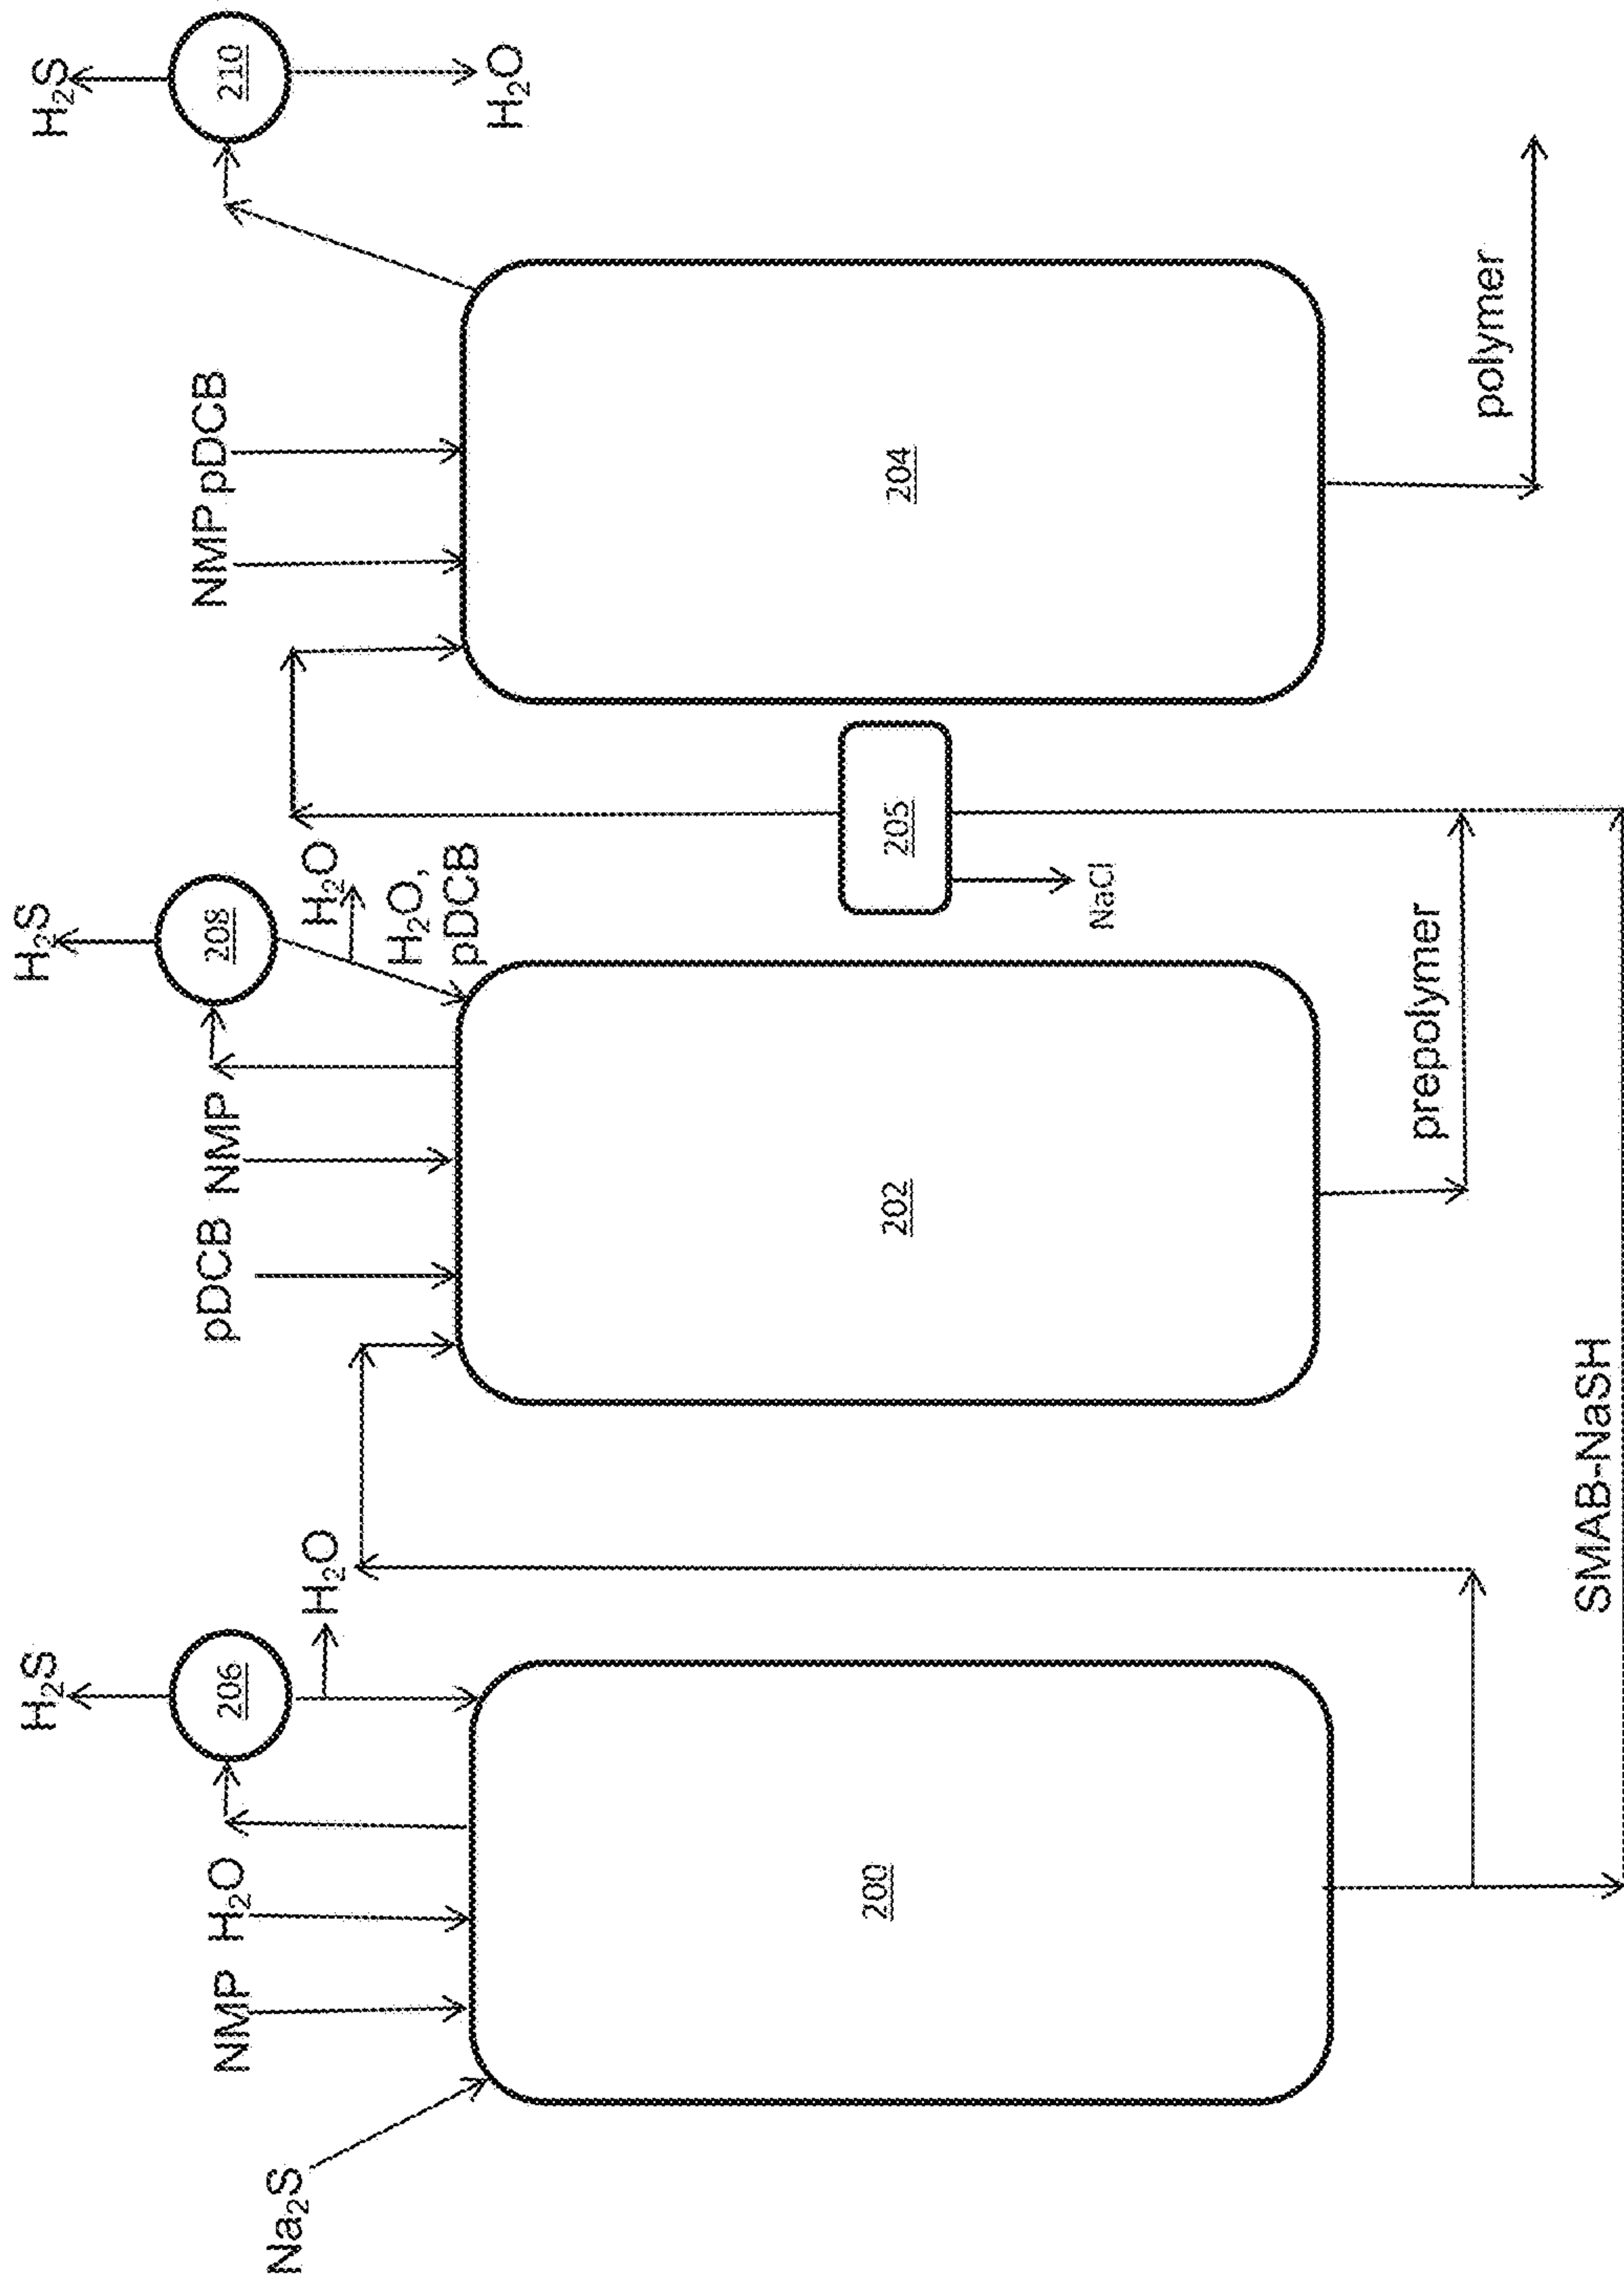 H₂S
H₂S
H₂S
NMP H₂O
206
pDCB NMP
208
NMP pDCB
210
Na₂S
H₂O
H₂O
H₂O,
pDCB
H₂O
200
202
205
204
NaCl
prepolymer
polymer
SMAB-NaSH